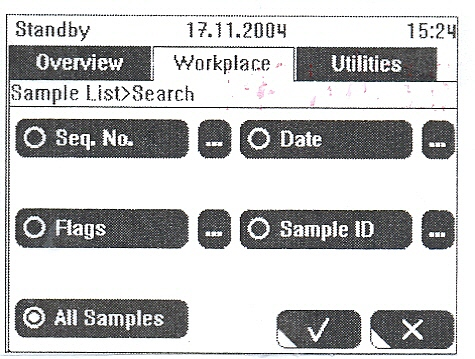 Standby 17.11.2004 15:24
Overview Workplace Utilities
Sample List>Search
Seq. No. ... Date ...
Flags ... Sample ID ...
All Samples